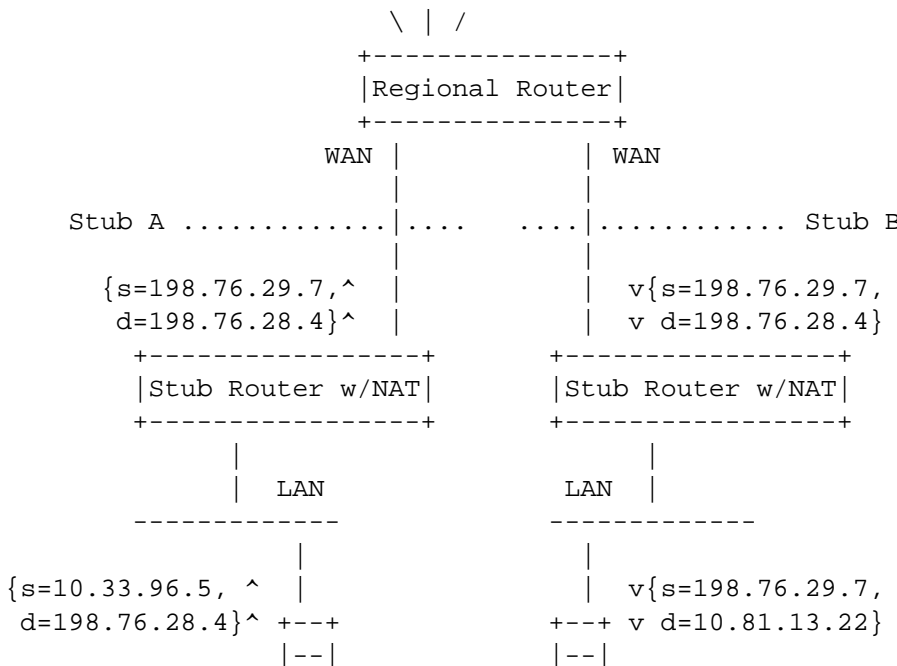 \ | /
+---------------+
|Regional Router|
+---------------+
WAN |           | WAN
|           |
Stub A .............|....   ....|............ Stub B
|           |
{s=198.76.29.7,^  |           |  v{s=198.76.29.7,
d=198.76.28.4}^  |           |  v d=198.76.28.4}
+-----------------+       +-----------------+
|Stub Router w/NAT|       |Stub Router w/NAT|
+-----------------+       +-----------------+
|                         |
|  LAN               LAN  |
-------------             -------------
|                 |
{s=10.33.96.5, ^  |                 |  v{s=198.76.29.7,
d=198.76.28.4}^ +--+               +--+ v d=10.81.13.22}
|--|               |--|